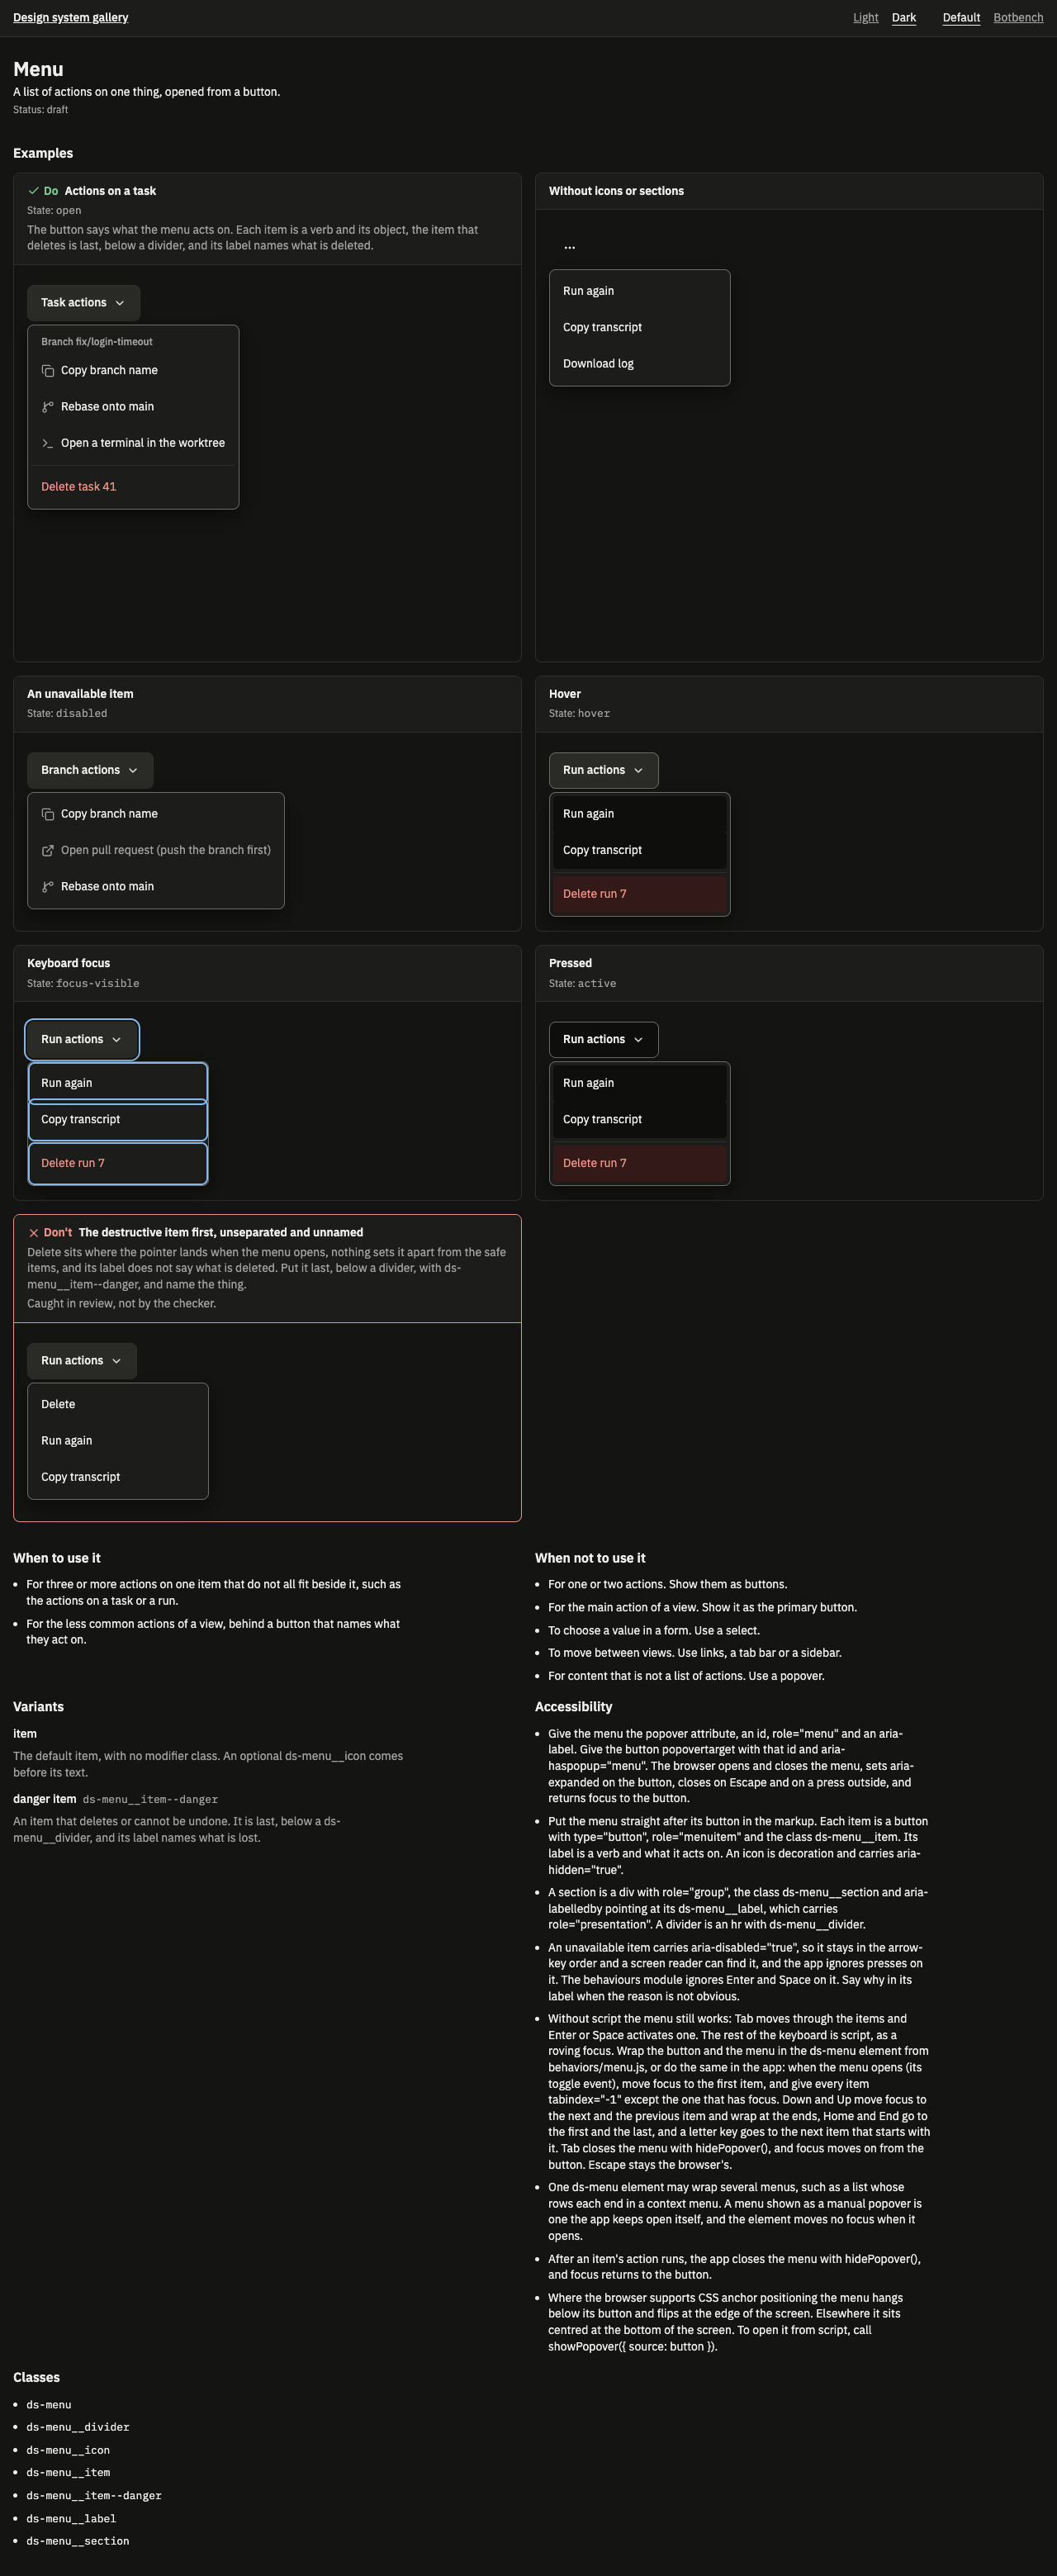 Design system gallery
Light Dark Default Botbench
Menu
A list of actions on one thing, opened from a button.
Status: draft
Examples
Do Actions on a task
State: open
The button says what the menu acts on. Each item is a verb and its object, the item that
deletes is last, below a divider, and its label names what is deleted.
Task actions
Branch fix/login-timeout
Copy branch name
Rebase onto main
Open a terminal in the worktree
Delete task 41
Without icons or sections
...
Run again
Copy transcript
Download log
An unavailable item
State: disabled
Branch actions
Copy branch name
Open pull request (push the branch first)
Rebase onto main
Hover
State: hover
Run actions
Run again
Copy transcript
Delete run 7
Keyboard focus
State: focus-visible
Run actions
Run again
Copy transcript
Delete run 7
Pressed
State: active
Run actions
Run again
Copy transcript
Delete run 7
Don't The destructive item first, unseparated and unnamed
Delete sits where the pointer lands when the menu opens, nothing sets it apart from the safe
items, and its label does not say what is deleted. Put it last, below a divider, with ds-
menu__item--danger, and name the thing.
Caught in review, not by the checker.
Run actions
Delete
Run again
Copy transcript
When to use it
For three or more actions on one item that do not all fit beside it, such as
the actions on a task or a run.
For the less common actions of a view, behind a button that names what
they act on.
When not to use it
For one or two actions. Show them as buttons.
For the main action of a view. Show it as the primary button.
To choose a value in a form. Use a select.
To move between views. Use links, a tab bar or a sidebar.
For content that is not a list of actions. Use a popover.
Variants
item
The default item, with no modifier class. An optional ds-menu__icon comes
before its text.
danger item ds-menu__item--danger
An item that deletes or cannot be undone. It is last, below a ds-
menu__divider, and its label names what is lost.
Accessibility
Give the menu the popover attribute, an id, role="menu" and an aria-
label. Give the button popovertarget with that id and aria-
haspopup="menu". The browser opens and closes the menu, sets aria-
expanded on the button, closes on Escape and on a press outside, and
returns focus to the button.
Put the menu straight after its button in the markup. Each item is a button
with type="button", role="menuitem" and the class ds-menu__item. Its
label is a verb and what it acts on. An icon is decoration and carries aria-
hidden="true".
A section is a div with role="group", the class ds-menu__section and aria-
labelledby pointing at its ds-menu__label, which carries
role="presentation". A divider is an hr with ds-menu__divider.
An unavailable item carries aria-disabled="true", so it stays in the arrow-
key order and a screen reader can find it, and the app ignores presses on
it. The behaviours module ignores Enter and Space on it. Say why in its
label when the reason is not obvious.
Without script the menu still works: Tab moves through the items and
Enter or Space activates one. The rest of the keyboard is script, as a
roving focus. Wrap the button and the menu in the ds-menu element from
behaviors/menu.js, or do the same in the app: when the menu opens (its
toggle event), move focus to the first item, and give every item
tabindex="-1" except the one that has focus. Down and Up move focus to
the next and the previous item and wrap at the ends, Home and End go to
the first and the last, and a letter key goes to the next item that starts with
it. Tab closes the menu with hidePopover(), and focus moves on from the
button. Escape stays the browser's.
One ds-menu element may wrap several menus, such as a list whose
rows each end in a context menu. A menu shown as a manual popover is
one the app keeps open itself, and the element moves no focus when it
opens.
After an item's action runs, the app closes the menu with hidePopover(),
and focus returns to the button.
Where the browser supports CSS anchor positioning the menu hangs
below its button and flips at the edge of the screen. Elsewhere it sits
centred at the bottom of the screen. To open it from script, call
showPopover({ source: button }).
Classes
ds-menu
ds-menu__divider
ds-menu__icon
ds-menu__item
ds-menu__item--danger
ds-menu__label
ds-menu__section